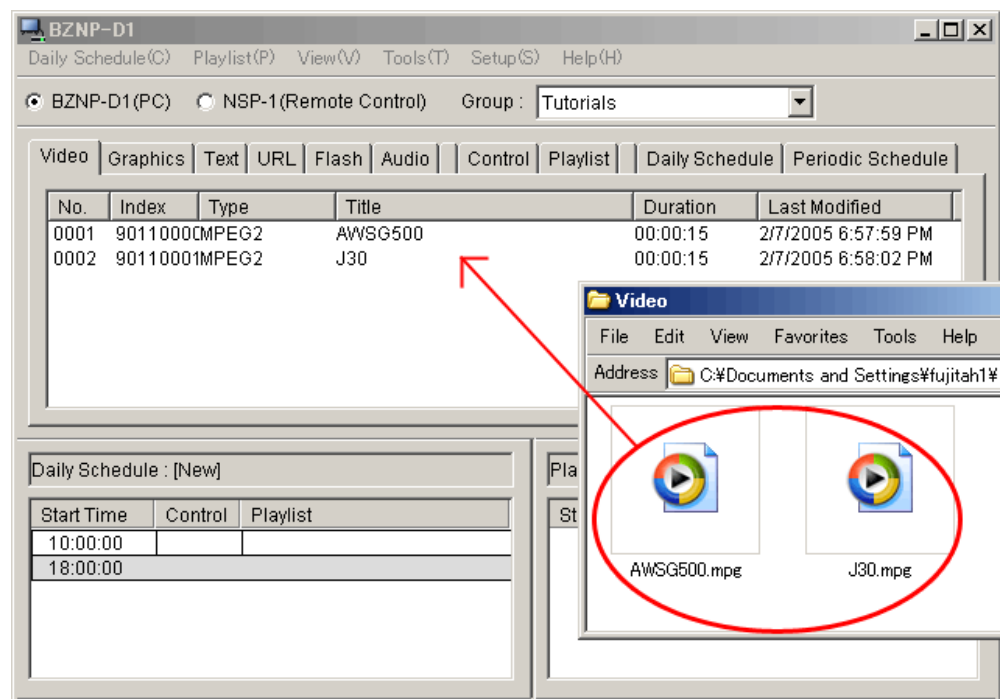 BZNP-D1
Daily Schedule(C) Playlist(P) View(V) Tools(T) Setup(S) Help(H)
BZNP-D1(PC) NSP-1(Remote Control) Group : Tutorials
Video Graphics Text URL Flash Audio Control Playlist Daily Schedule Periodic Schedule
No. Index Type Title Duration Last Modified
0001 9011000 MPEG2 AWSG500 00:00:15 2/7/2005 6:57:59 PM
0002 90110001 MPEG2 J30 00:00:15 2/7/2005 6:58:02 PM
Video
File Edit View Favorites Tools Help
Address C:¥Documents and Settings¥fujitah1¥
AWSG500.mpg J30.mpg
Daily Schedule : [New]
Pla
Start Time Control Playlist
St
10:00:00
18:00:00